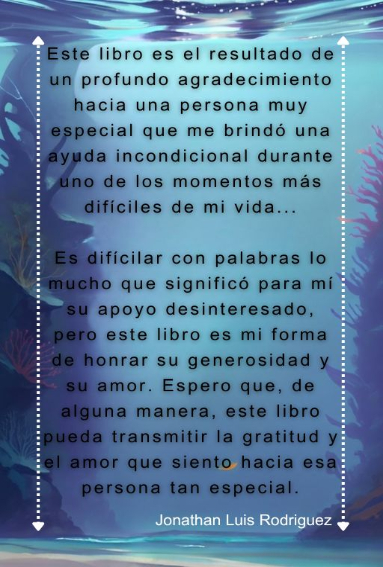 Este libro es el resultado de
un profundo agradecimiento
hacia una persona muy
especial que me brindó una
ayuda incondicional durante
uno de los momentos más
difíciles de mi vida...
Es difícilar con palabras lo
mucho que significó para mí
su apoyo desinteresado,
pero este libro es mi forma
de honrar su generosidad y
su amor. Espero que, de
alguna manera, este libro
pueda transmitir la gratitud y
el amor que siento hacia esa
persona tan especial.
Jonathan Luis Rodriguez